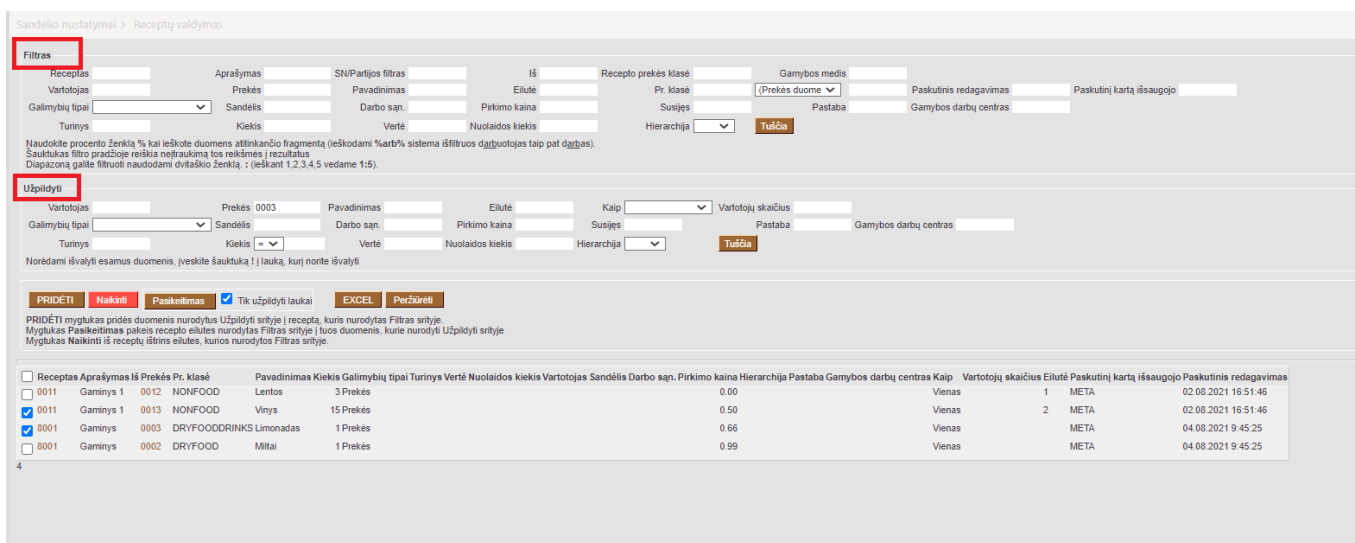 Sandėlio nustatymai > Receptų valdymas
Filtras
Receptas Aprašymas SN/Partijos filtras Iš Recepto prekės klasė Gamybos medis
Vartotojas Prekės Pavadinimas Eilutė Pr. klasė (Prekės duome Paskutinis redagavimas Paskutinį kartą išsaugojo
Galimybių tipai Sandėlis Darbo sąn. Pirkimo kaina Susijęs Pastaba Gamybos darbų centras
Turinys Kiekis Vertė Nuolaidos kiekis Hierarchija Tuščia
Naudokite procento ženklą % kai ieškote duomens atitinkančio fragmentą (ieškodami %arb% sistema išfiltruos darbuotojas taip pat darbas).
Šauktukas filtro pradžioje reiškia neįtraukimą tos reikšmės į rezultatus
Diapazoną galite filtruoti naudodami dvitaškio ženklą. : (ieškant 1,2,3,4,5 vedame 1:5).
Užpildyti
Vartotojas Prekės 0003 Pavadinimas Eilutė Kaip Vartotojų skaičius
Galimybių tipai Sandėlis Darbo sąn. Pirkimo kaina Susijęs Pastaba Gamybos darbų centras
Turinys Kiekis = Vertė Nuolaidos kiekis Hierarchija Tuščia
Norėdami išvalyti esamus duomenis, įveskite šauktuką ! į lauką, kurį norite išvalyti
PRIDĖTI Naikinti Pasikeitimas Tik užpildyti laukai EXCEL Peržiūrėti
PRIDĖTI mygtukas pridės duomenis nurodytus Užpildyti srityje į receptą, kuris nurodytas Filtras srityje.
Mygtukas Pasikeitimas pakeis recepto eilutes nurodytas Filtras srityje į tuos duomenis, kurie nurodyti Užpildyti srityje
Mygtukas Naikinti iš receptų ištrins eilutes, kurios nurodytos Filtras srityje.
Receptas Aprašymas Iš Prekės Pr. klasė Pavadinimas Kiekis Galimybių tipai Turinys Vertė Nuolaidos kiekis Vartotojas Sandėlis Darbo sąn. Pirkimo kaina Hierarchija Pastaba Gamybos darbų centras Kaip Vartotojų skaičius Eilutė Paskutinį kartą išsaugojo Paskutinis redagavimas
0011 Gaminys 1 0012 NONFOOD Lentos 3 Prekės 0.00 Vienas 1 META 02.08.2021 16:51:46
0011 Gaminys 1 0013 NONFOOD Vinys 15 Prekės 0.50 Vienas 2 META 02.08.2021 16:51:46
8001 Gaminys 0003 DRYFOODDRINKS Limonadas 1 Prekės 0.66 Vienas META 04.08.2021 9:45:25
8001 Gaminys 0002 DRYFOOD Miltai 1 Prekės 0.99 Vienas META 04.08.2021 9:45:25
4